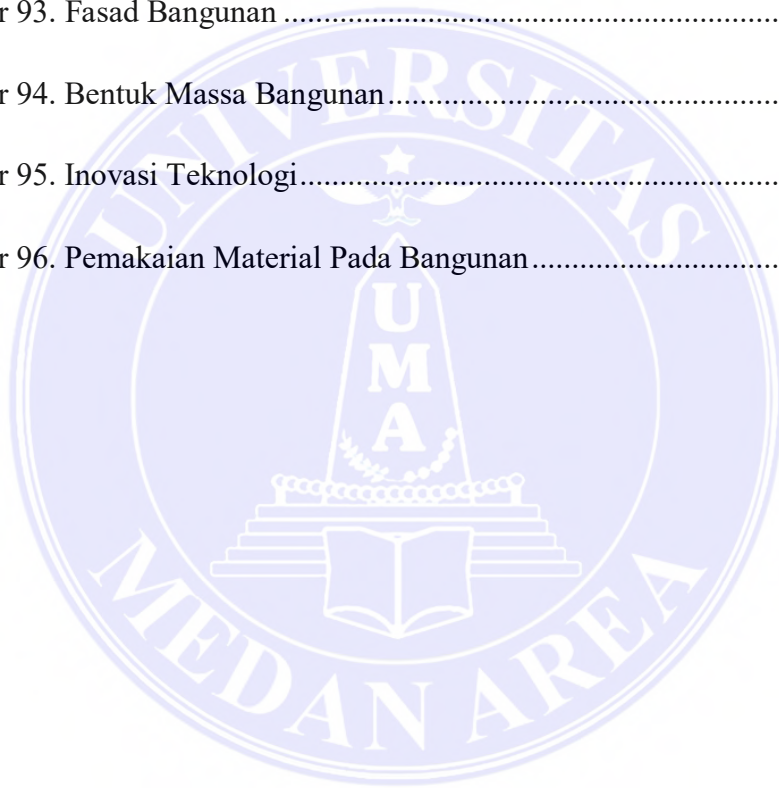 r 93. Fasad Bangunan ............................................................
r 94. Bentuk Massa Bangunan ................................................
r 95. Inovasi Teknologi ..........................................................
r 96. Pemakaian Material Pada Bangunan ..............................
UNIVERSITAS
U
M
A
MEDAN AREA